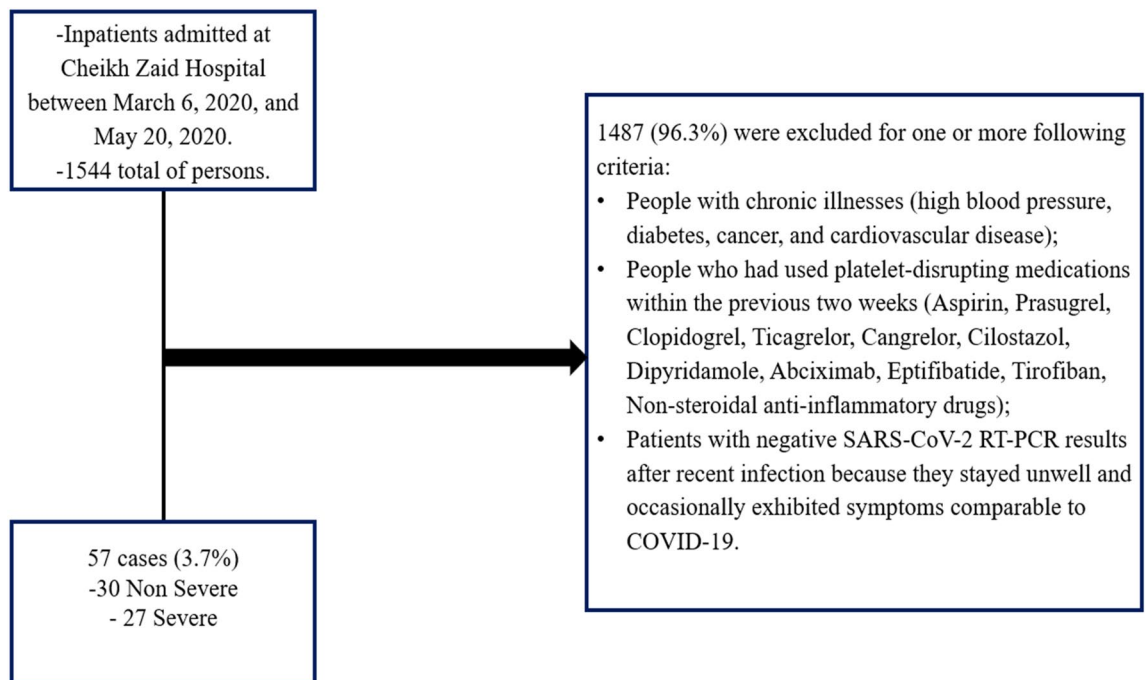 -Inpatients admitted at
Cheikh Zaid Hospital
between March 6, 2020, and
May 20, 2020.
-1544 total of persons.
1487 (96.3%) were excluded for one or more following
criteria:
• People with chronic illnesses (high blood pressure,
diabetes, cancer, and cardiovascular disease);
• People who had used platelet-disrupting medications
within the previous two weeks (Aspirin, Prasugrel,
Clopidogrel, Ticagrelor, Cangrelor, Cilostazol,
Dipyridamole, Abciximab, Eptifibatide, Tirofiban,
Non-steroidal anti-inflammatory drugs);
• Patients with negative SARS-CoV-2 RT-PCR results
after recent infection because they stayed unwell and
occasionally exhibited symptoms comparable to
COVID-19.
57 cases (3.7%)
-30 Non Severe
- 27 Severe